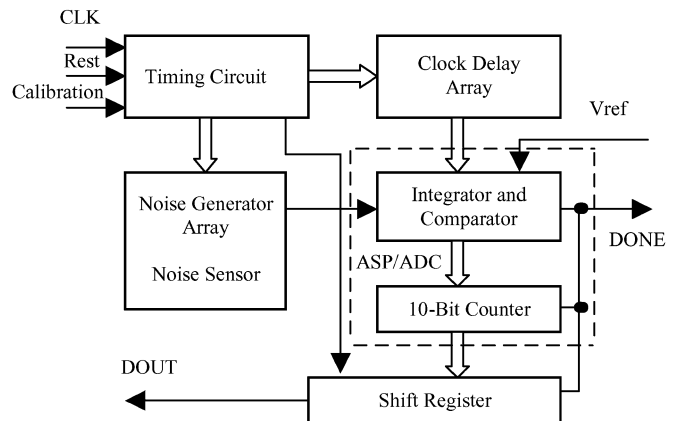 CLK
Rest
Calibration
Timing Circuit
Clock Delay
Array
Vref
Noise Generator
Array
Noise Sensor
Integrator and
Comparator
DONE
ASP/ADC
10-Bit Counter
DOUT
Shift Register